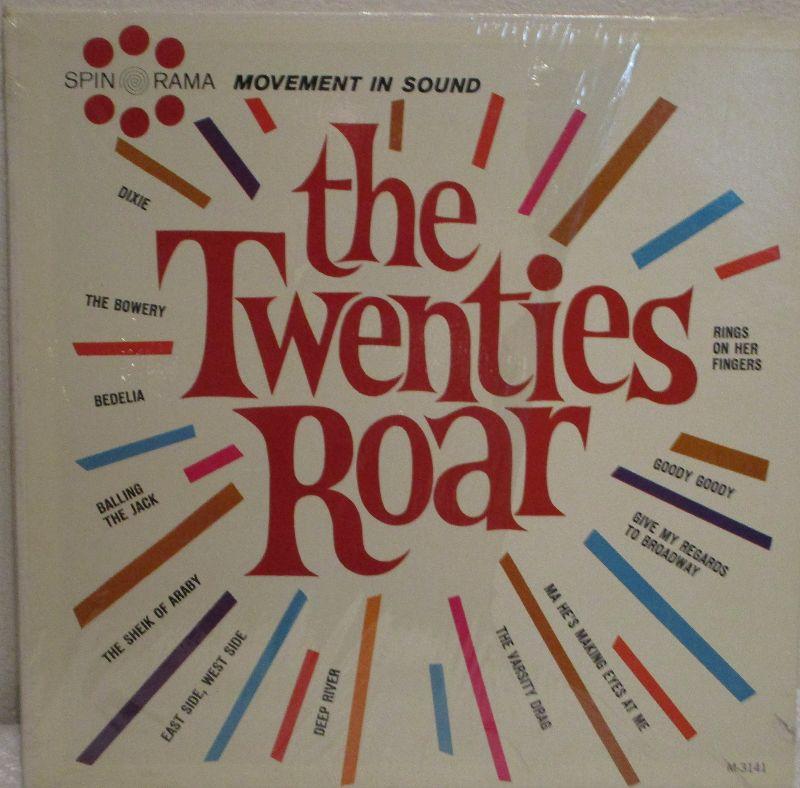 SPIN RAMA MOVEMENT IN SOUND
the
Twenties
Roar
DIXIE
THE BOWERY
BEDELIA
BALLING
THE JACK
THE SHEIK OF ARABY
EAST SIDE, WEST SIDE
DEEP RIVER
THE VARSITY DRAG
MA HE'S MAKING EYES AT ME
GIVE MY REGARDS
TO BROADWAY
GOODY GOODY
RINGS
ON HER
FINGERS
M-3141